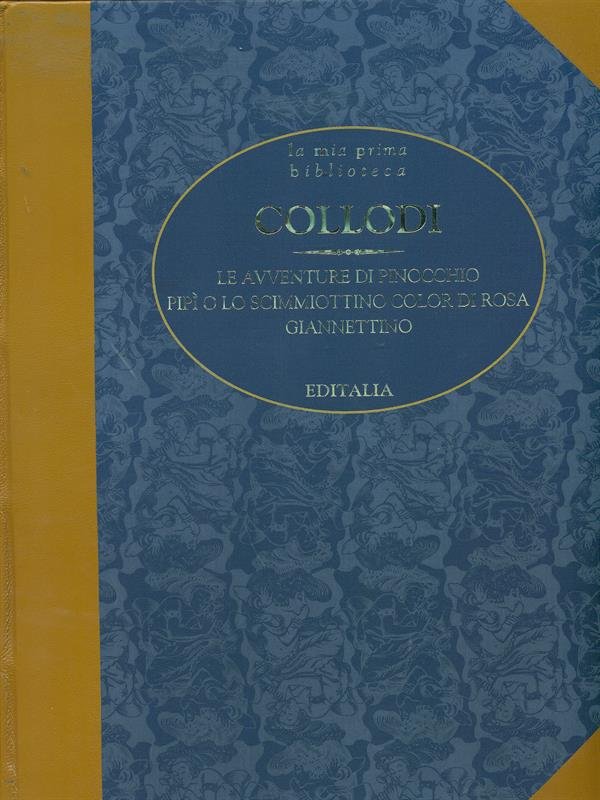 la mia prima
biblioteca
COLLODI
LE AVVENTURE DI PINOCCHIO
PIPÌ O LO SCIMMIOTTINO COLOR DI ROSA
GIANNETTINO
EDITALIA